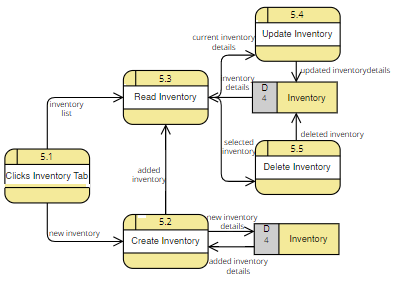 5.4
Update Inventory
current inventory
details
5.3
Read Inventory
updated inventorydetails
inventory
details
D
4
Inventory
inventory
list
deleted inventory
selected
inventory
5.5
Delete Inventory
5.1
Clicks Inventory Tab
added
inventory
5.2
Create Inventory
new inventory
new inventory
details
D
4
Inventory
added inventory
details